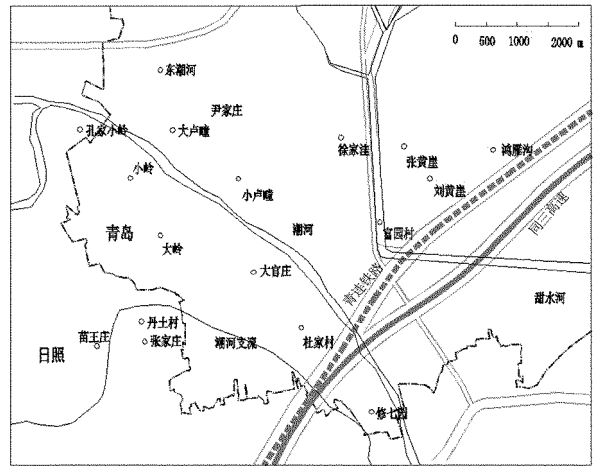 0 500 1000 2000 m
东潮河
尹家庄
孔家小岭
大卢疃
徐家洼
张黄崖
鸿雁沟
小岭
小卢疃
刘黄崖
青岛
潮河
富园村
同三高速
大岭
大官庄
青连铁路
甜水河
丹土村
苗王庄
张家庄
潮河支流
杜家村
日照
修七园